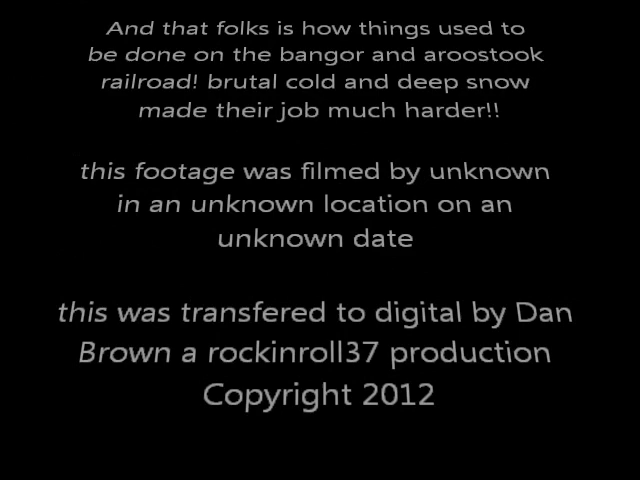 And that folks is how things used to
be done on the bangor and aroostook
railroad! brutal cold and deep snow
made their job much harder!!
this footage was filmed by unknown
in an unknown location on an
unknown date
this was transfered to digital by Dan
Brown a rockinroll37 production
Copyright 2012